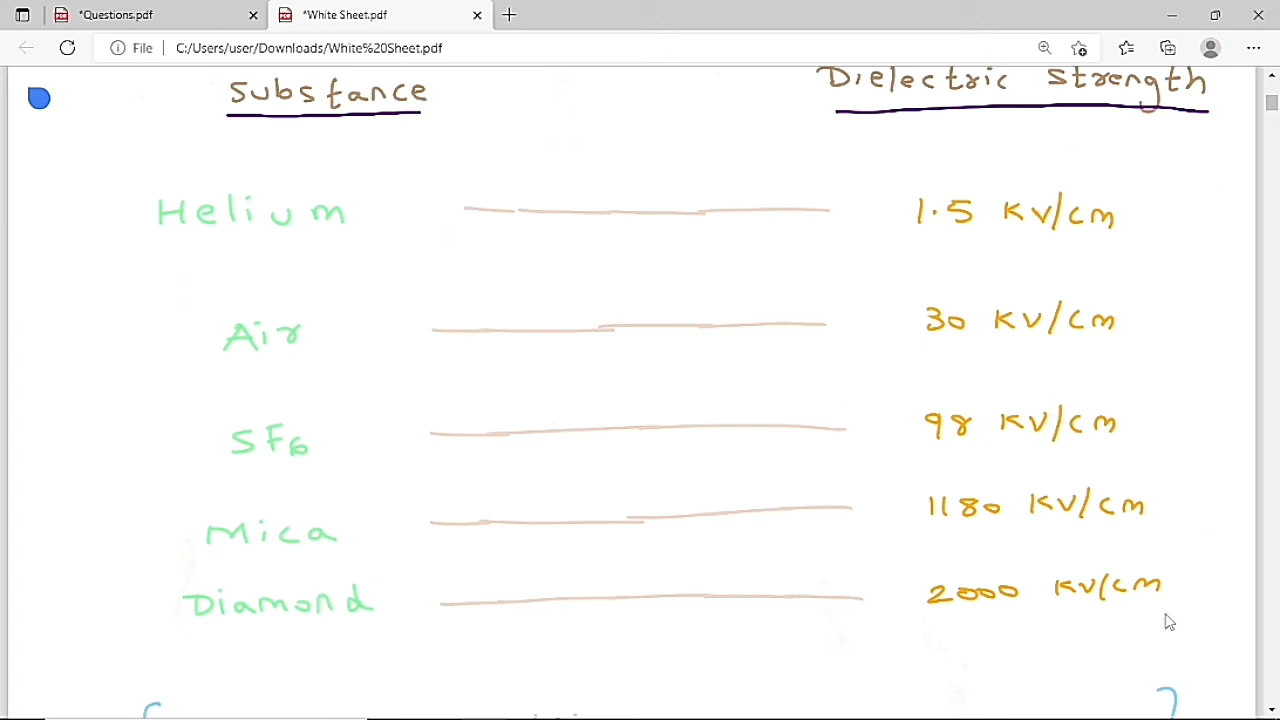 *Questions.pdf *White Sheet.pdf
File C:/Users/user/Downloads/White%20Sheet.pdf
Substance Dielectric Strength
Helium 1.5 KV/cm
Air 30 KV/cm
SF6 98 KV/cm
Mica 1180 KV/cm
Diamond 2000 KV/cm